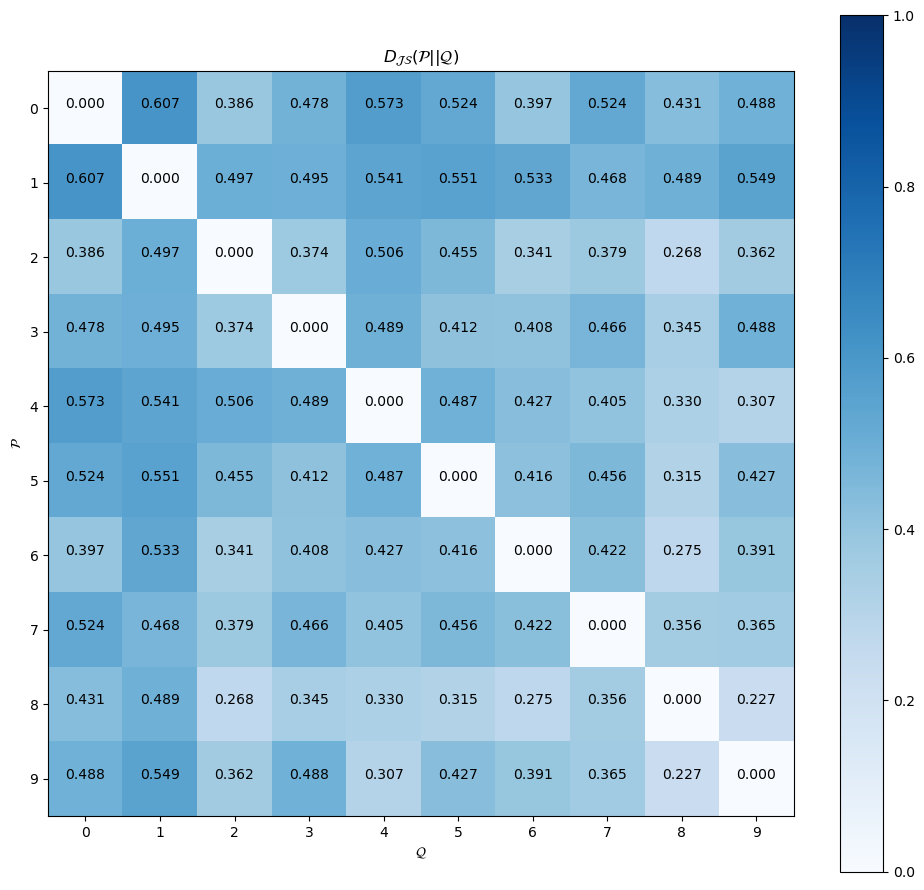 D_{JS}(P||Q)
1.0
0 0.000 0.607 0.386 0.478 0.573 0.524 0.397 0.524 0.431 0.488
1 0.607 0.000 0.497 0.495 0.541 0.551 0.533 0.468 0.489 0.549
0.8
2 0.386 0.497 0.000 0.374 0.506 0.455 0.341 0.379 0.268 0.362
3 0.478 0.495 0.374 0.000 0.489 0.412 0.408 0.466 0.345 0.488
0.6
4 0.573 0.541 0.506 0.489 0.000 0.487 0.427 0.405 0.330 0.307
P
5 0.524 0.551 0.455 0.412 0.487 0.000 0.416 0.456 0.315 0.427
0.4
6 0.397 0.533 0.341 0.408 0.427 0.416 0.000 0.422 0.275 0.391
7 0.524 0.468 0.379 0.466 0.405 0.456 0.422 0.000 0.356 0.365
0.2
8 0.431 0.489 0.268 0.345 0.330 0.315 0.275 0.356 0.000 0.227
9 0.488 0.549 0.362 0.488 0.307 0.427 0.391 0.365 0.227 0.000
0 1 2 3 4 5 6 7 8 9
Q
0.0